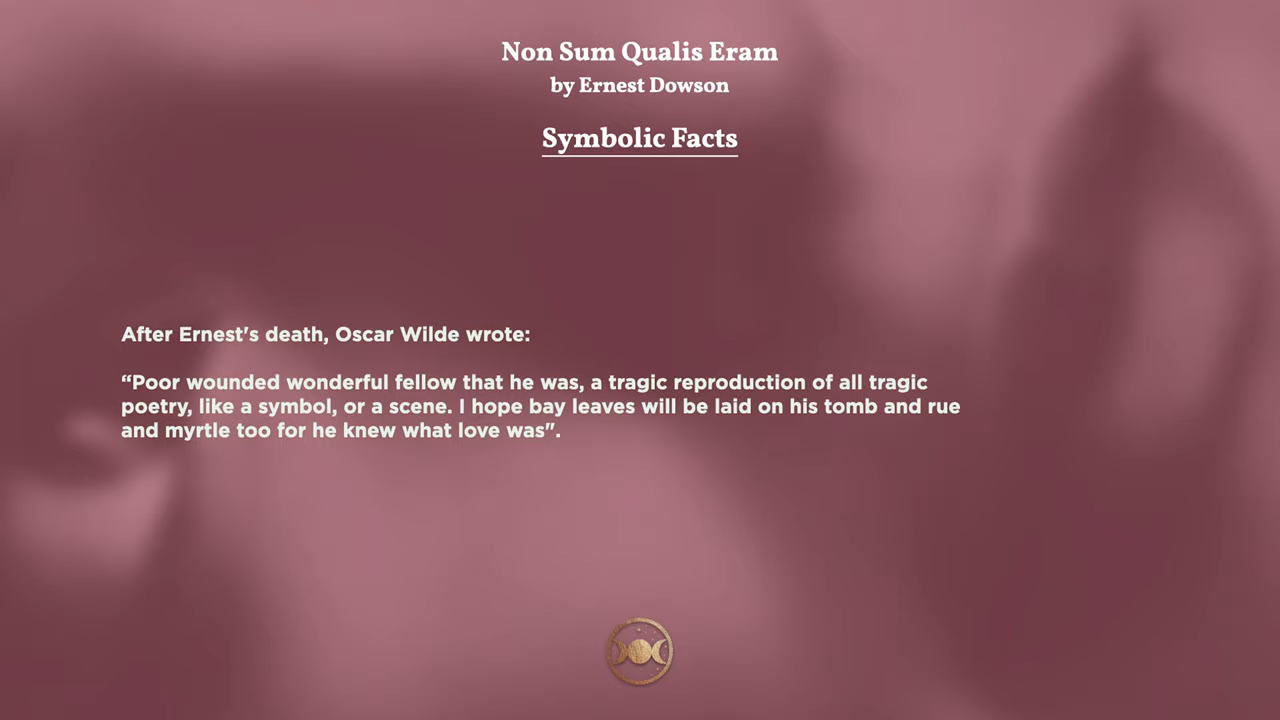 Non Sum Qualis Eram
by Ernest Dowson
Symbolic Facts
After Ernest's death, Oscar Wilde wrote:
“Poor wounded wonderful fellow that he was, a tragic reproduction of all tragic
poetry, like a symbol, or a scene. I hope bay leaves will be laid on his tomb and rue
and myrtle too for he knew what love was".